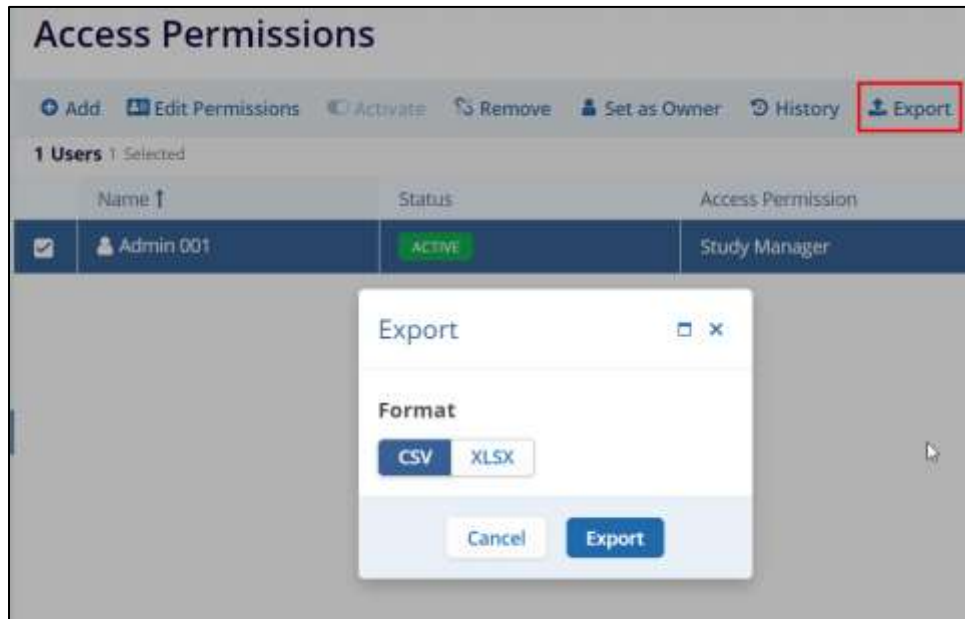 Access Permissions
Add Edit Permissions Activate Remove Set as Owner History Export
1 Users 1 Selected
Name ↑ Status Access Permission
Admin 001 ACTIVE Study Manager
Export
Format
CSV XLSX
Cancel Export